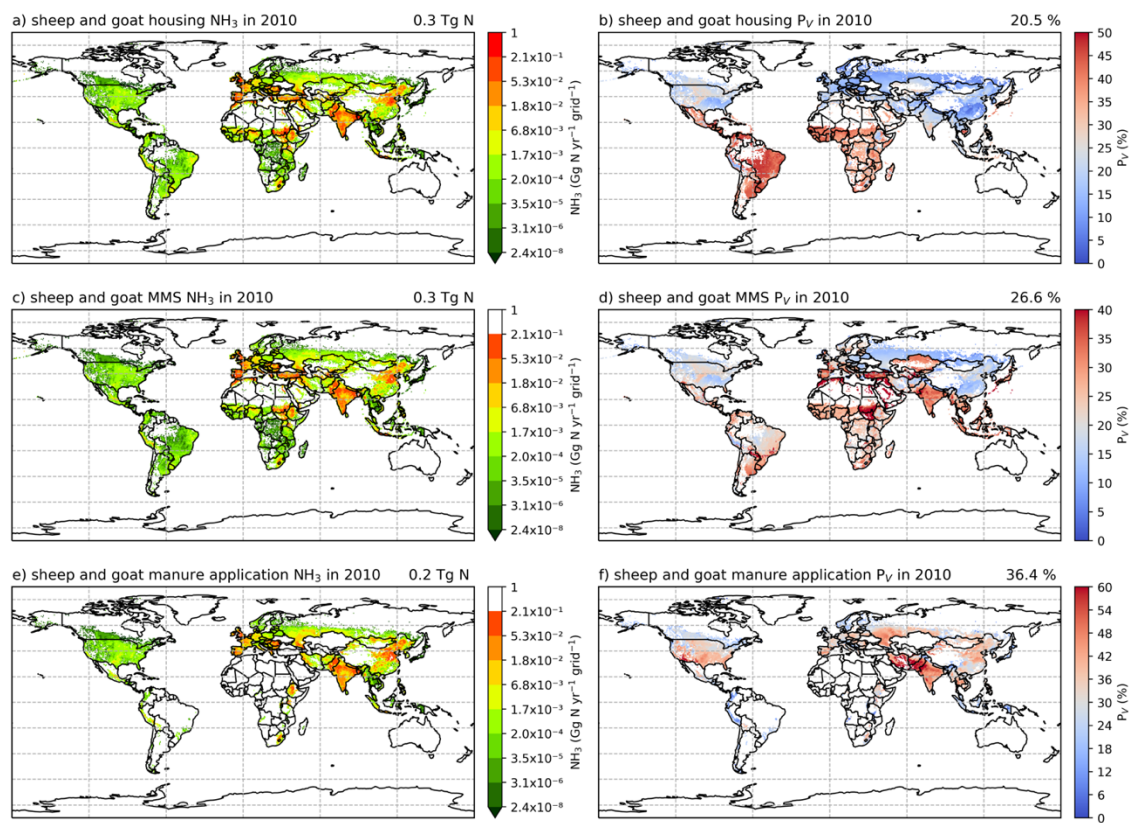 a) sheep and goat housing NH₃ in 2010 0.3 Tg N
1
2.1x10⁻¹
5.3x10⁻²
1.8x10⁻²
6.8x10⁻³
1.7x10⁻³
2.0x10⁻⁴
3.5x10⁻⁵
3.1x10⁻⁶
2.4x10⁻⁸
NH₃ (Gg N yr⁻¹ grid⁻¹)
b) sheep and goat housing Pᵥ in 2010 20.5 %
50
45
40
35
30
25
20
15
10
5
0
Pᵥ (%)
c) sheep and goat MMS NH₃ in 2010 0.3 Tg N
1
2.1x10⁻¹
5.3x10⁻²
1.8x10⁻²
6.8x10⁻³
1.7x10⁻³
2.0x10⁻⁴
3.5x10⁻⁵
3.1x10⁻⁶
2.4x10⁻⁸
NH₃ (Gg N yr⁻¹ grid⁻¹)
d) sheep and goat MMS Pᵥ in 2010 26.6 %
40
35
30
25
20
15
10
5
0
Pᵥ (%)
e) sheep and goat manure application NH₃ in 2010 0.2 Tg N
1
2.1x10⁻¹
5.3x10⁻²
1.8x10⁻²
6.8x10⁻³
1.7x10⁻³
2.0x10⁻⁴
3.5x10⁻⁵
3.1x10⁻⁶
2.4x10⁻⁸
NH₃ (Gg N yr⁻¹ grid⁻¹)
f) sheep and goat manure application Pᵥ in 2010 36.4 %
60
54
48
42
36
30
24
18
12
6
0
Pᵥ (%)